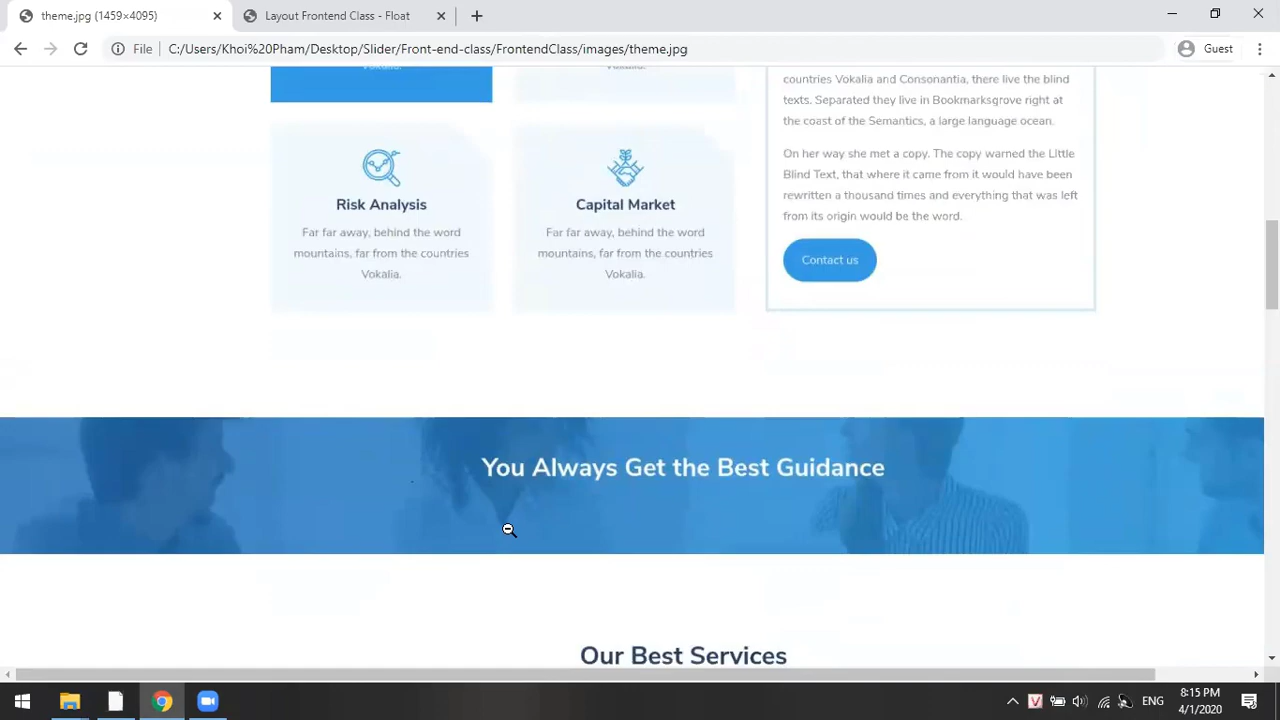 theme.jpg (1459×4095)
Layout Frontend Class - Float
File
C:/Users/Khoi%20Pham/Desktop/Slider/Front-end-class/FrontendClass/images/theme.jpg
Guest
Vokalia.
Vokalia.
countries Vokalia and Consonantia, there live the blind
texts. Separated they live in Bookmarksgrove right at
the coast of the Semantics, a large language ocean.
On her way she met a copy. The copy warned the Little
Blind Text, that where it came from it would have been
rewritten a thousand times and everything that was left
from its origin would be the word.
Contact us
Risk Analysis
Far far away, behind the word
mountains, far from the countries
Vokalia.
Capital Market
Far far away, behind the word
mountains, far from the countries
Vokalia.
You Always Get the Best Guidance
Our Best Services
V
ENG
8:15 PM
4/1/2020